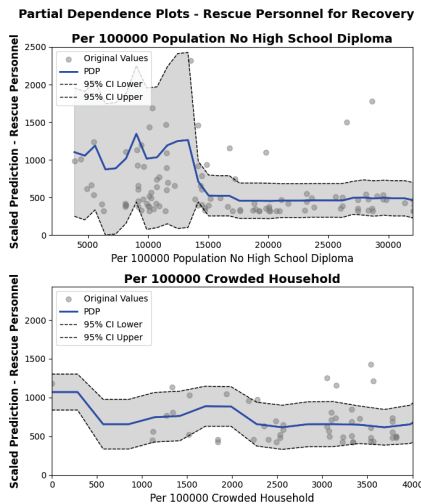 Partial Dependence Plots - Rescue Personnel for Recovery
Per 100000 Population No High School Diploma
Scaled Prediction - Rescue Personnel
2500
2000
1500
1000
500
0
Original Values
PDP
95% CI Lower
95% CI Upper
5000 10000 15000 20000 25000 30000
Per 100000 Population No High School Diploma
Per 100000 Crowded Household
Scaled Prediction - Rescue Personnel
2000
1500
1000
500
0
Original Values
PDP
95% CI Lower
95% CI Upper
0 500 1000 1500 2000 2500 3000 3500 4000
Per 100000 Crowded Household